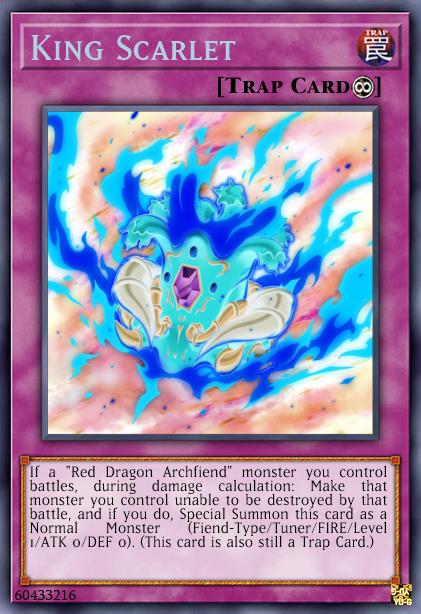 King Scarlet
TRAP
罠
[Trap Card]
If a "Red Dragon Archfiend" monster you control
battles, during damage calculation: Make that
monster you control unable to be destroyed by that
battle, and if you do, Special Summon this card as a
Normal Monster (Fiend-Type/Tuner/FIRE/Level
1/ATK 0/DEF 0). (This card is also still a Trap Card.)
60433216